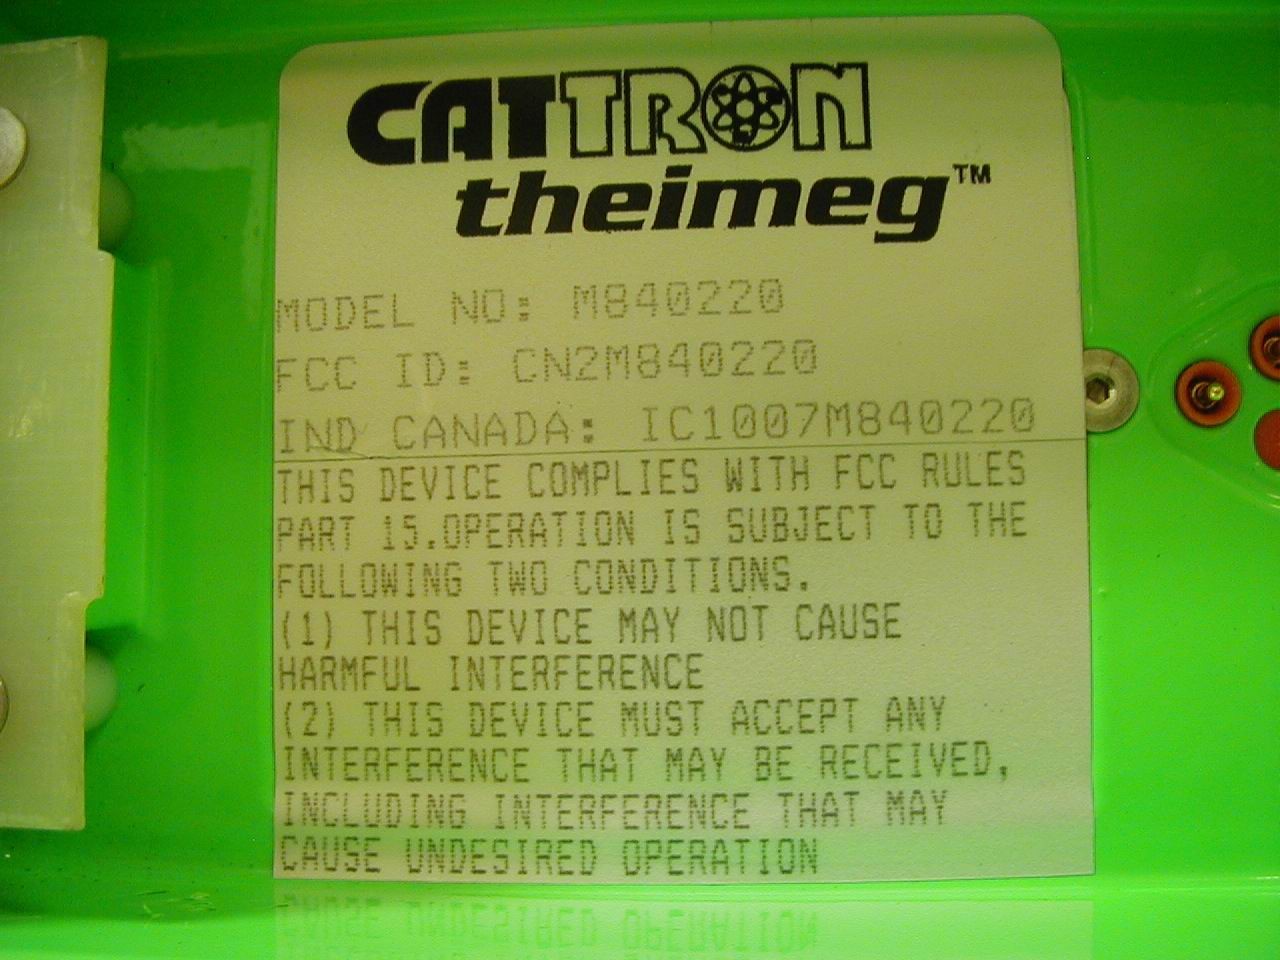 CATTRON
theimeg™
MODEL NO: M840220
FCC ID: CN2M840220
IND CANADA: IC1007M840220
THIS DEVICE COMPLIES WITH FCC RULES
PART 15.OPERATION IS SUBJECT TO THE
FOLLOWING TWO CONDITIONS.
(1) THIS DEVICE MAY NOT CAUSE
HARMFUL INTERFERENCE
(2) THIS DEVICE MUST ACCEPT ANY
INTERFERENCE THAT MAY BE RECEIVED,
INCLUDING INTERFERENCE THAT MAY
CAUSE UNDESIRED OPERATION